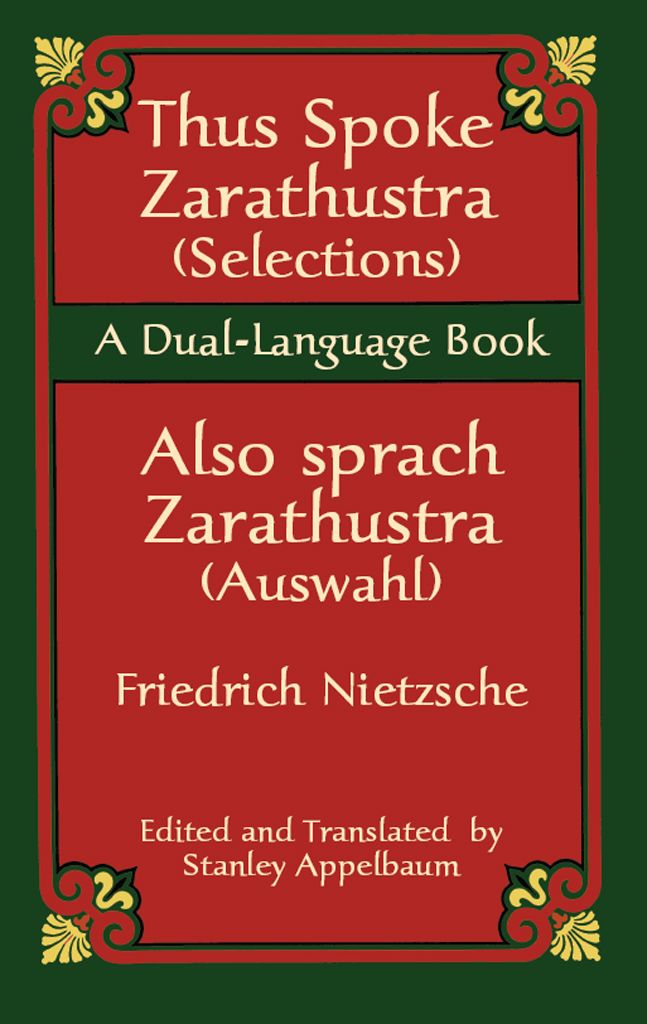 Thus Spoke
Zarathustra
(Selections)
A Dual-Language Book
Also sprach
Zarathustra
(Auswahl)
Friedrich Nietzsche
Edited and Translated by
Stanley Appelbaum